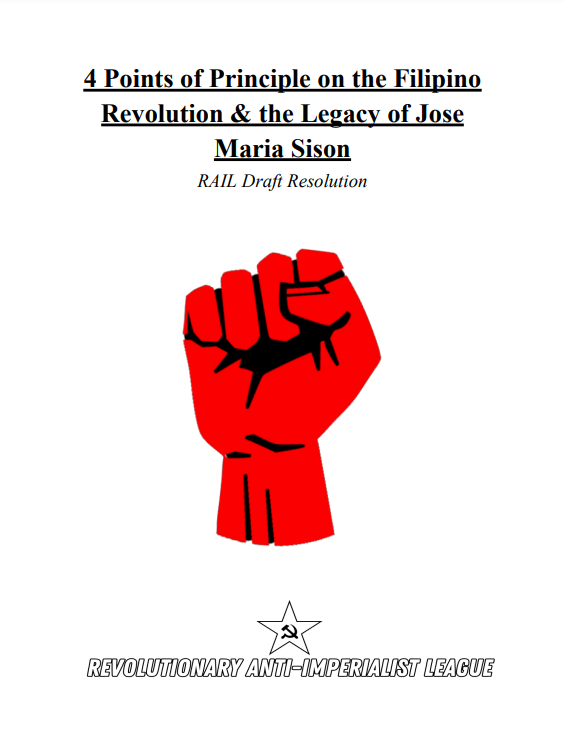 4 Points of Principle on the Filipino
Revolution & the Legacy of Jose
Maria Sison
RAIL Draft Resolution
REVOLUTIONARY ANTI-IMPERIALIST LEAGUE